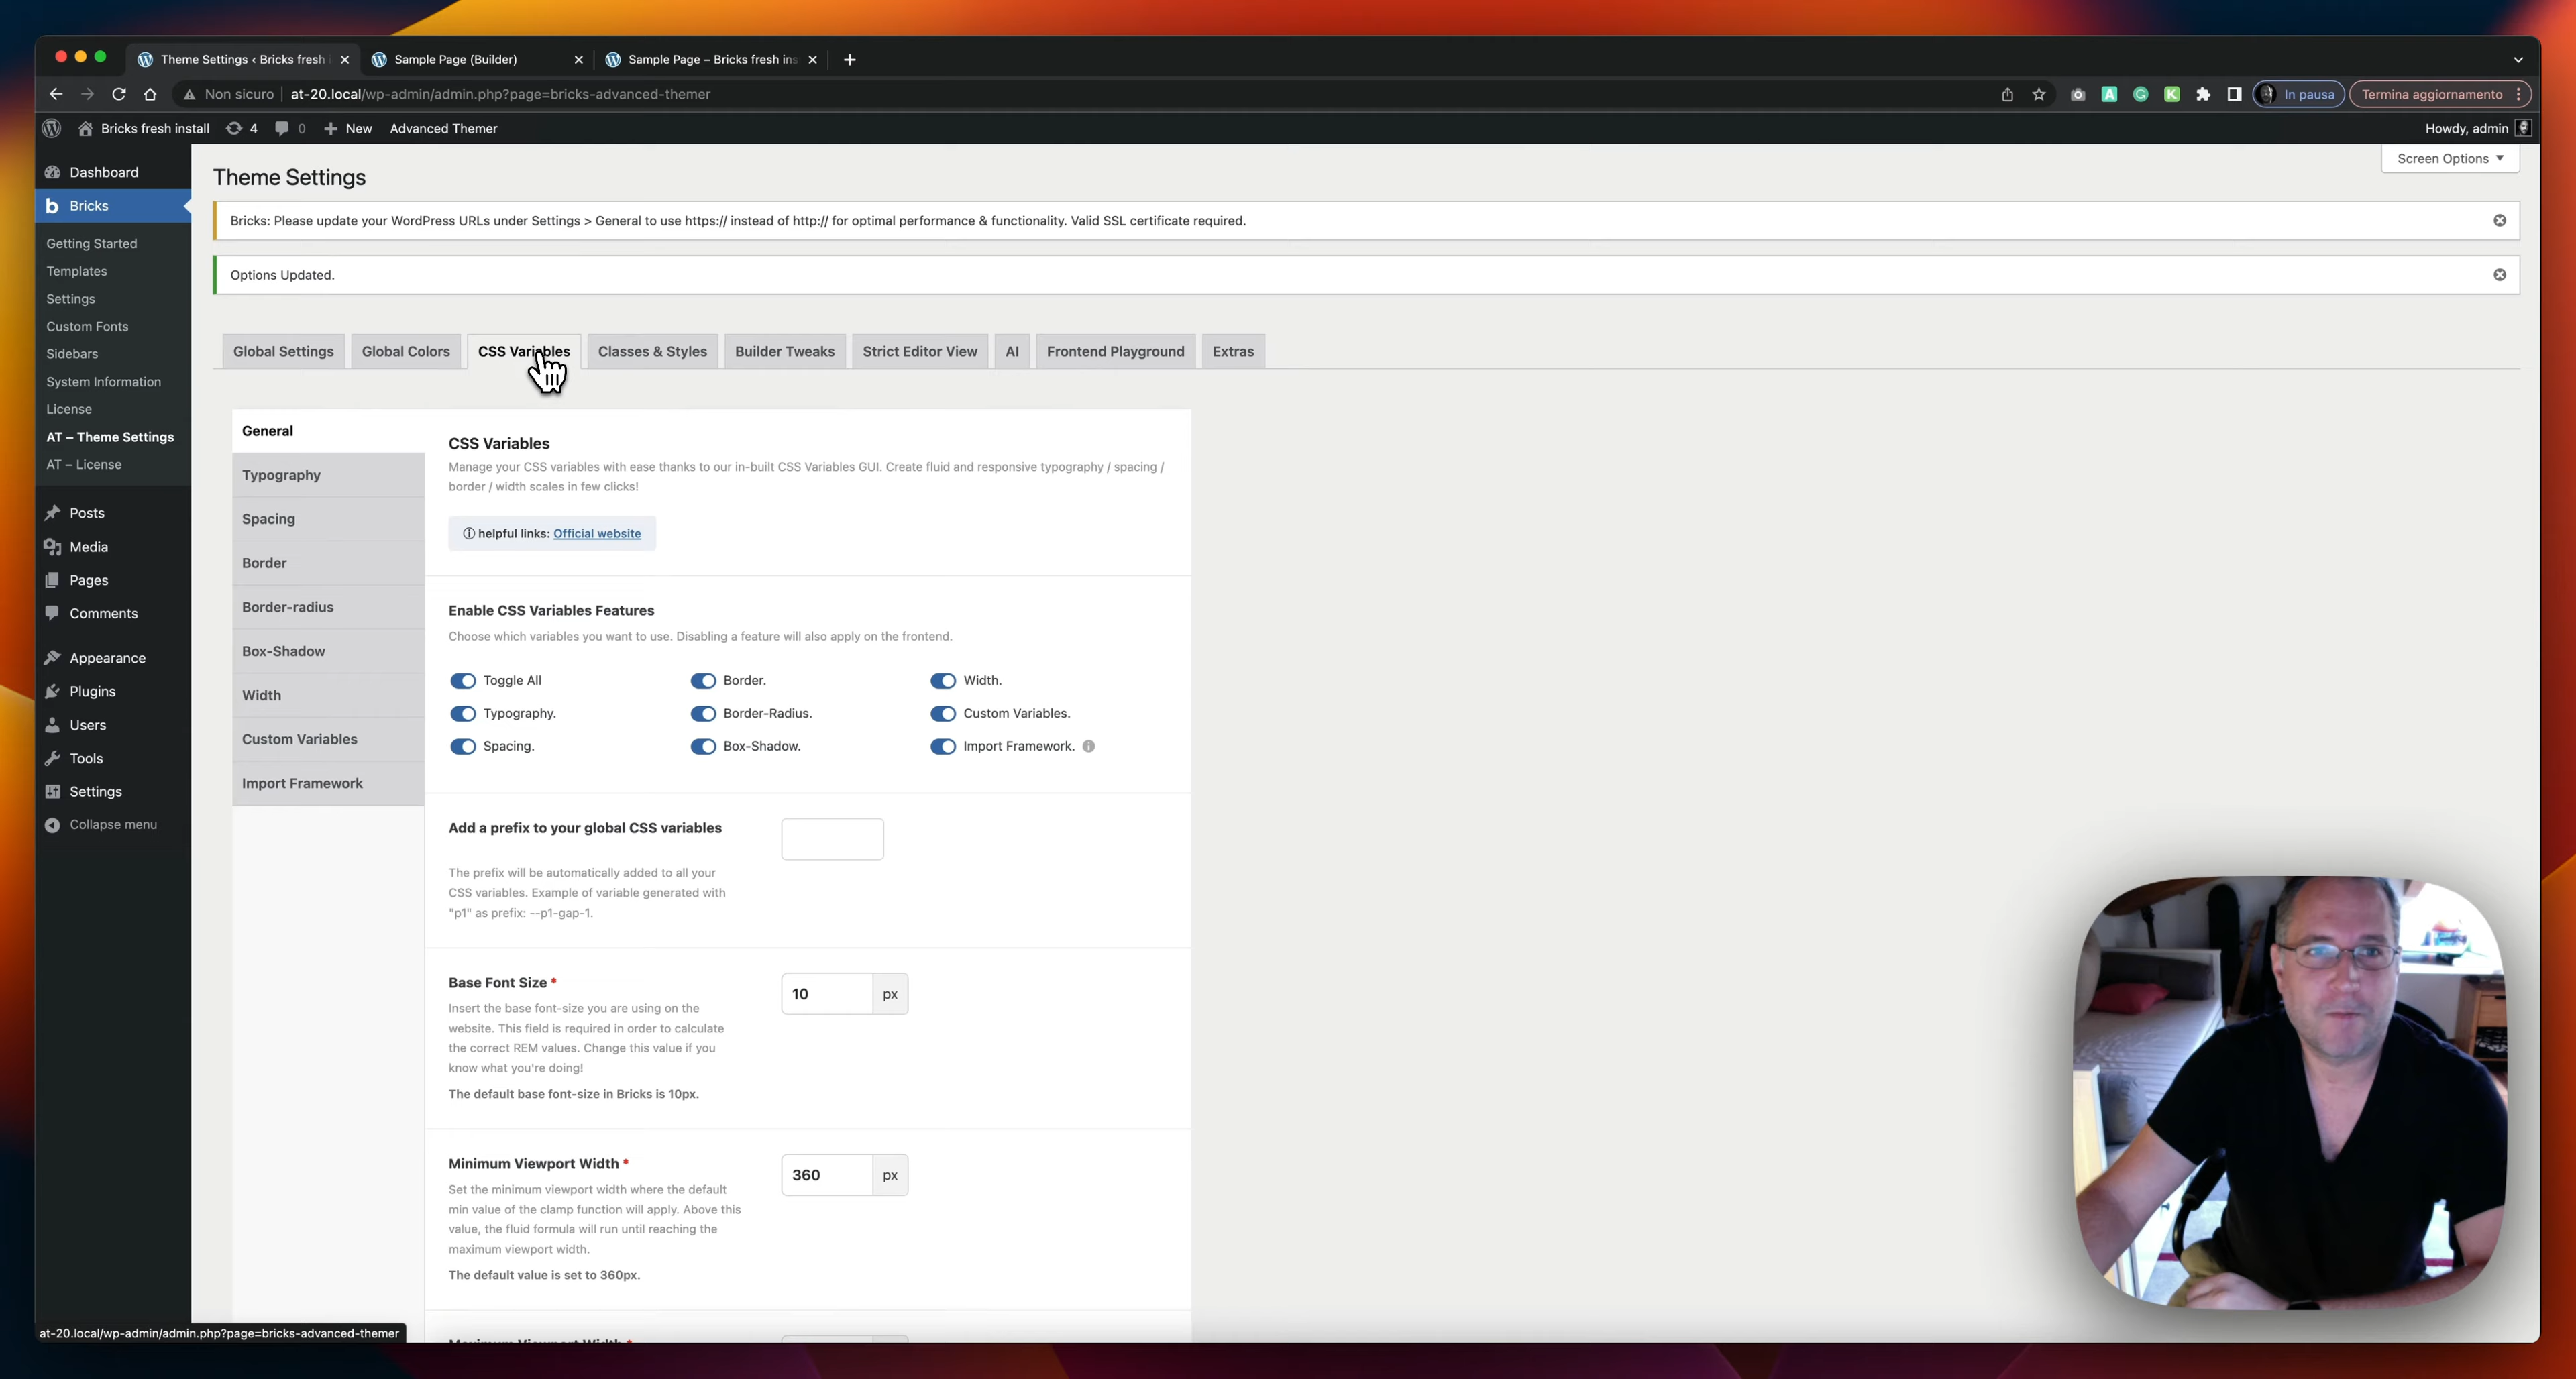 Theme Settings ‹ Bricks fresh i
Sample Page (Builder)
Sample Page – Bricks fresh ins
Non sicuro
at-20.local/wp-admin/admin.php?page=bricks-advanced-themer
In pausa
Termina aggiornamento
Bricks fresh install
4
0
New
Advanced Themer
Howdy, admin
Dashboard
Bricks
Getting Started
Templates
Settings
Custom Fonts
Sidebars
System Information
License
AT – Theme Settings
AT – License
Posts
Media
Pages
Comments
Appearance
Plugins
Users
Tools
Settings
Collapse menu
Screen Options
Theme Settings
Bricks: Please update your WordPress URLs under Settings > General to use https:// instead of http:// for optimal performance & functionality. Valid SSL certificate required.
Options Updated.
Global Settings
Global Colors
CSS Variables
Classes & Styles
Builder Tweaks
Strict Editor View
AI
Frontend Playground
Extras
General
Typography
Spacing
Border
Border-radius
Box-Shadow
Width
Custom Variables
Import Framework
CSS Variables
Manage your CSS variables with ease thanks to our in-built CSS Variables GUI. Create fluid and responsive typography / spacing /
border / width scales in few clicks!
helpful links: Official website
Enable CSS Variables Features
Choose which variables you want to use. Disabling a feature will also apply on the frontend.
Toggle All
Border.
Width.
Typography.
Border-Radius.
Custom Variables.
Spacing.
Box-Shadow.
Import Framework.
Add a prefix to your global CSS variables
The prefix will be automatically added to all your
CSS variables. Example of variable generated with
"p1" as prefix: --p1-gap-1.
Base Font Size *
10 px
Insert the base font-size you are using on the
website. This field is required in order to calculate
the correct REM values. Change this value if you
know what you're doing!
The default base font-size in Bricks is 10px.
Minimum Viewport Width *
360 px
Set the minimum viewport width where the default
min value of the clamp function will apply. Above this
value, the fluid formula will run until reaching the
maximum viewport width.
The default value is set to 360px.
Maximum Viewport Width *
at-20.local/wp-admin/admin.php?page=bricks-advanced-themer